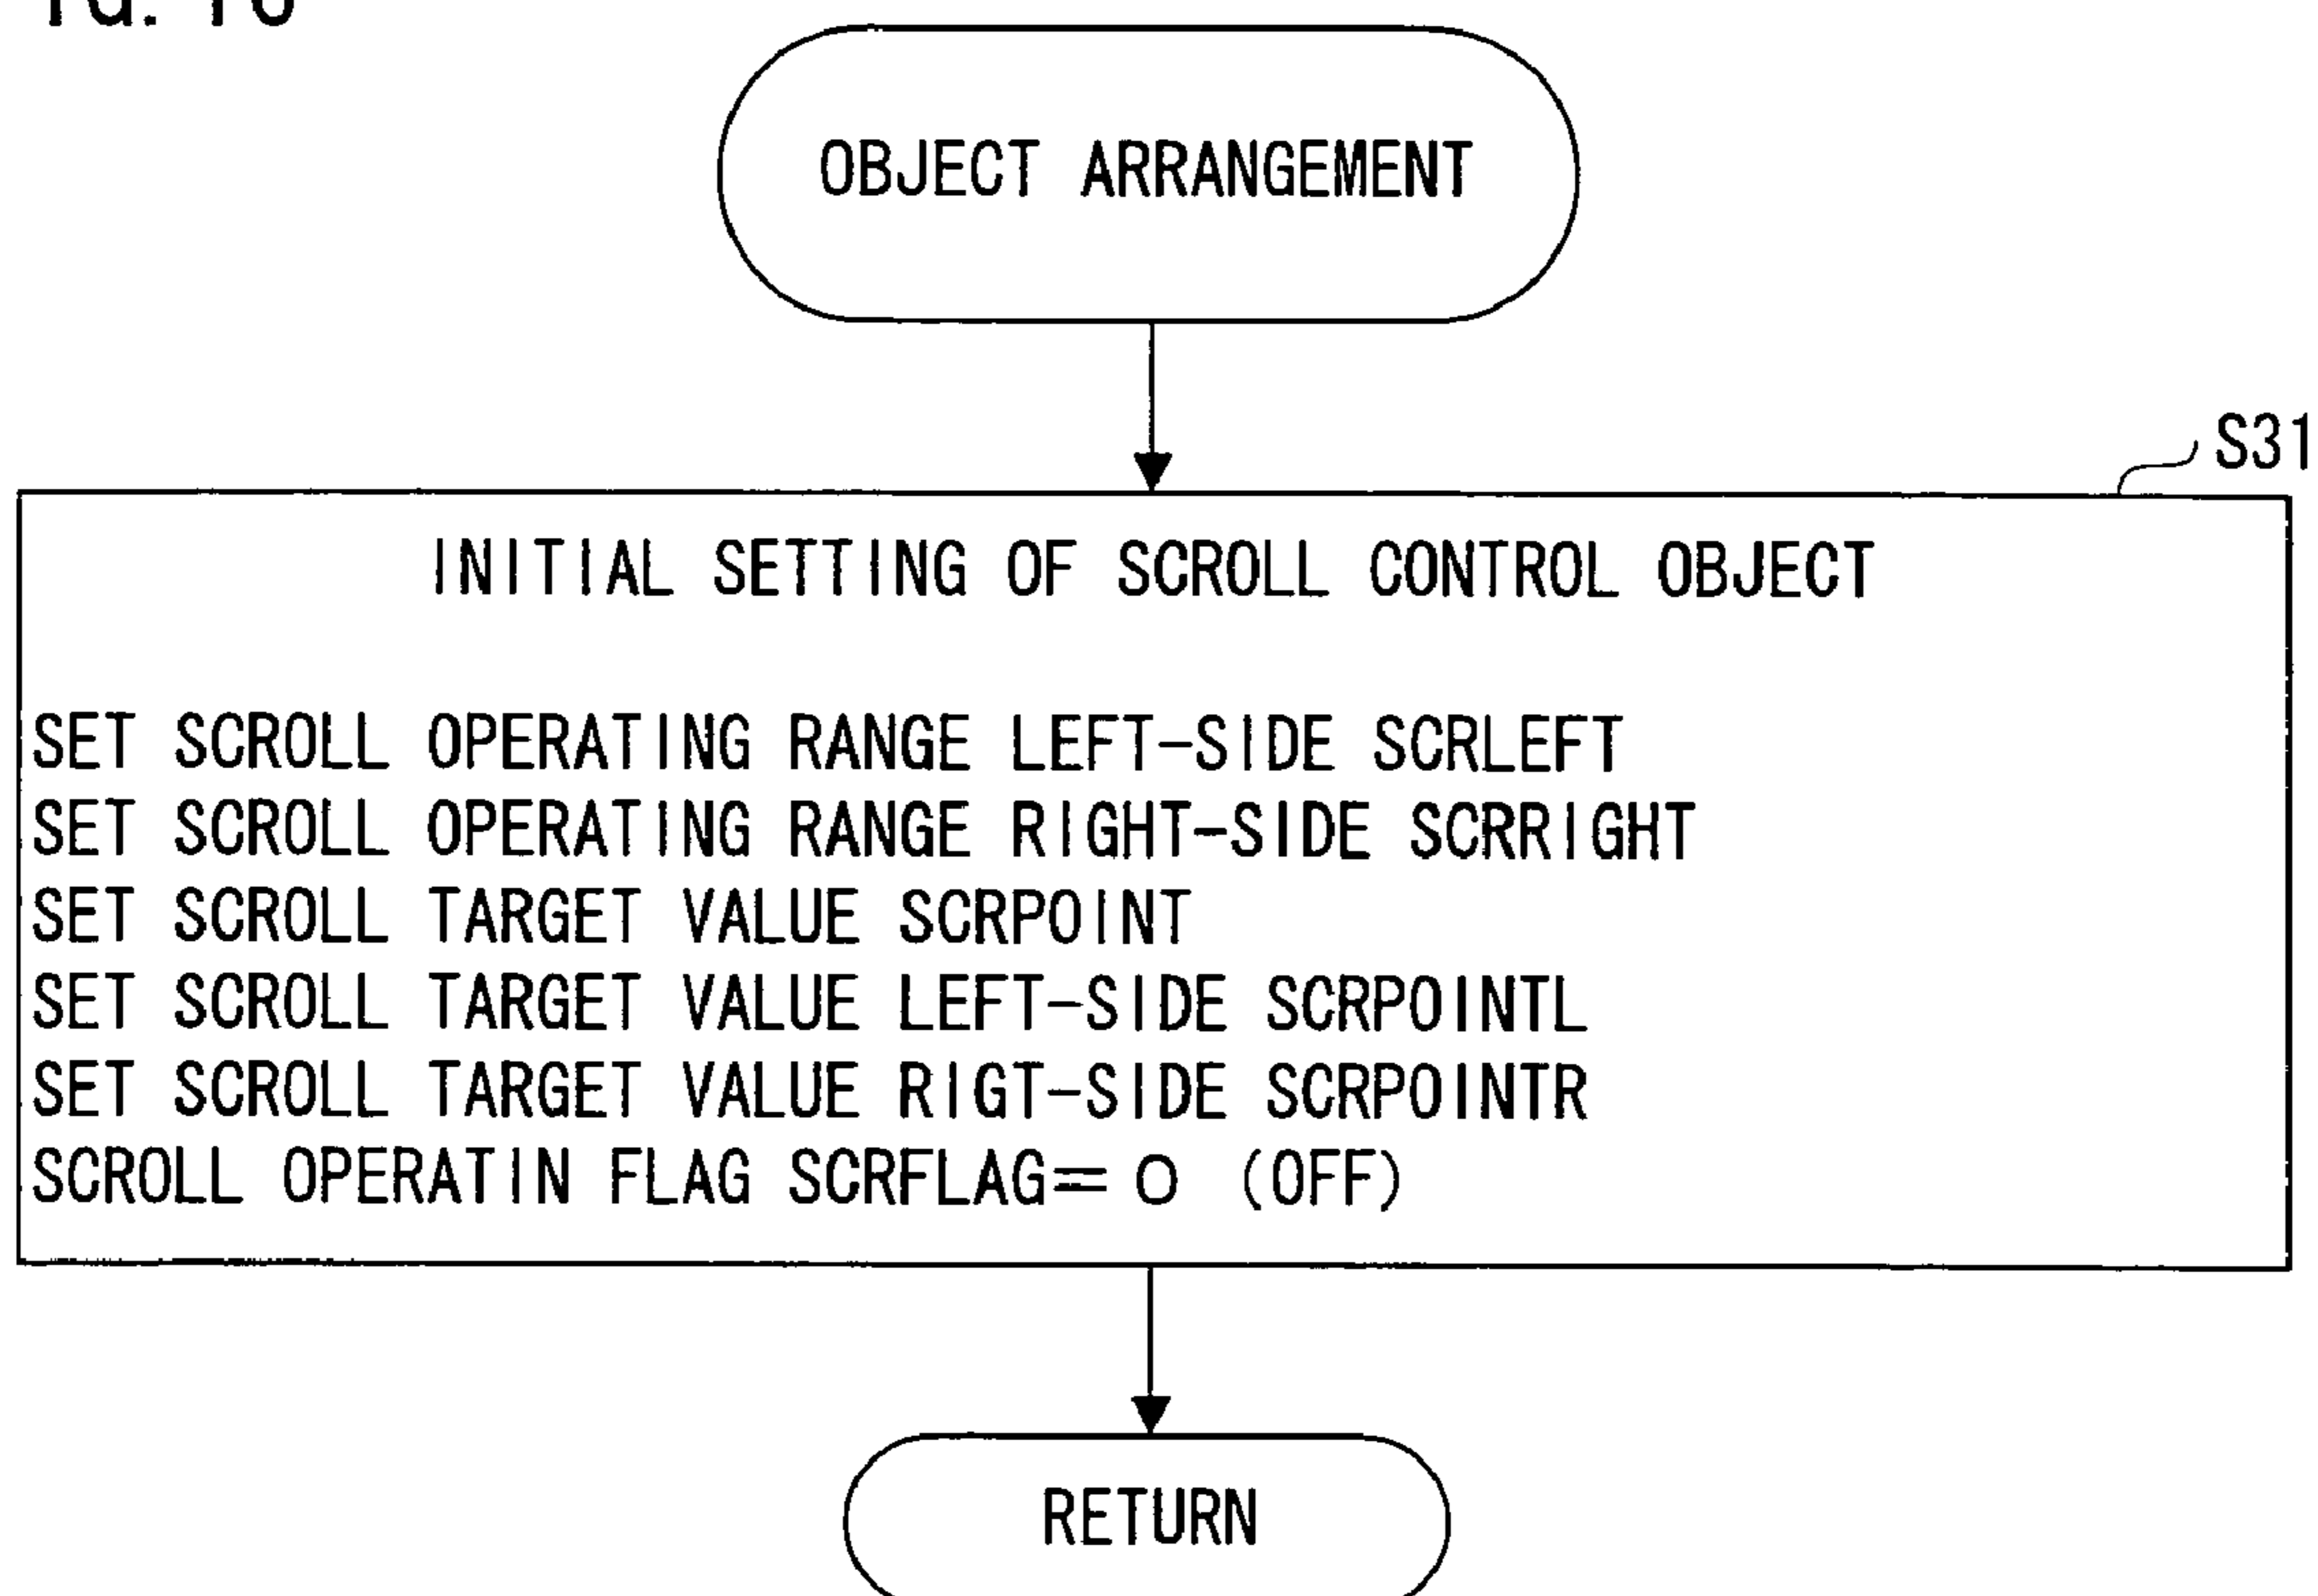 OBJECT ARRANGEMENT
S31
INITIAL SETTING OF SCROLL CONTROL OBJECT
SET SCROLL OPERATING RANGE LEFT-SIDE SCRLEFT
SET SCROLL OPERATING RANGE RIGHT-SIDE SCRRIGHT
SET SCROLL TARGET VALUE SCRPOINT
SET SCROLL TARGET VALUE LEFT-SIDE SCRPOINTL
SET SCROLL TARGET VALUE RIGT-SIDE SCRPOINTR
SCROLL OPERATIN FLAG SCRFLAG= 0 (OFF)
RETURN